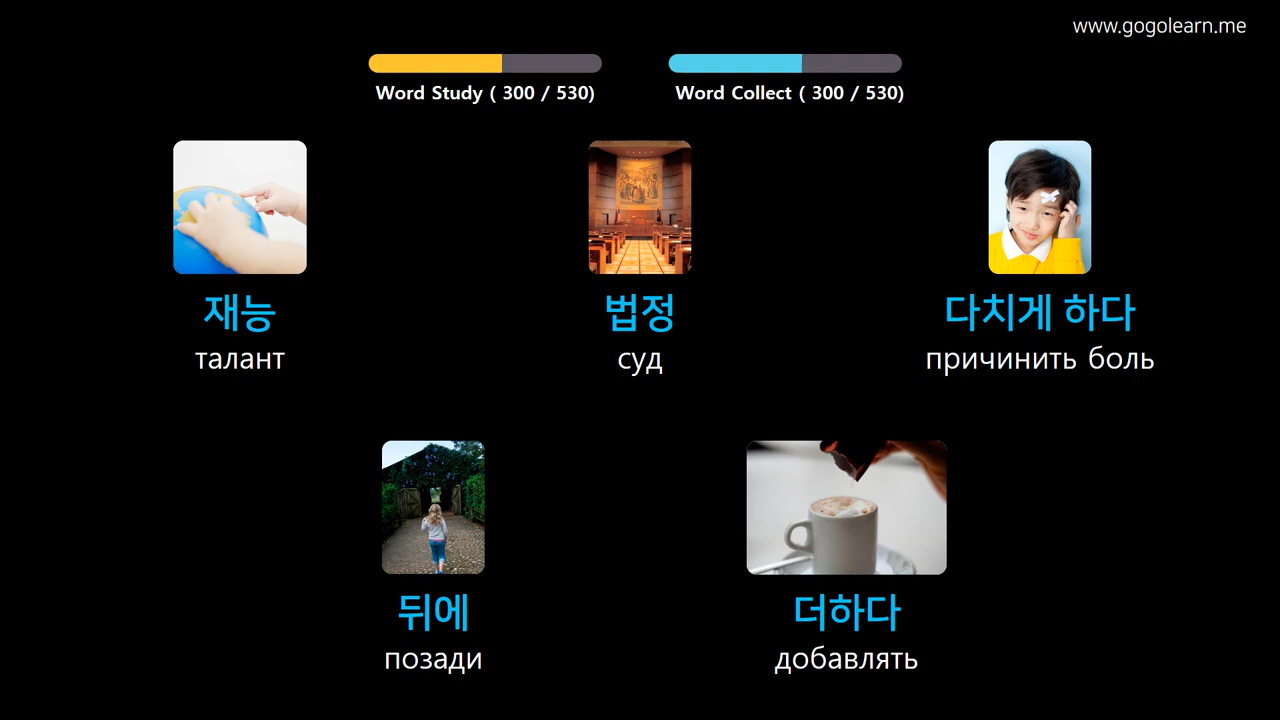 www.gogolearn.me
Word Study ( 300 / 530)
Word Collect ( 300 / 530)
재능
талант
법정
суд
다치게 하다
причинить боль
뒤에
позади
더하다
добавлять